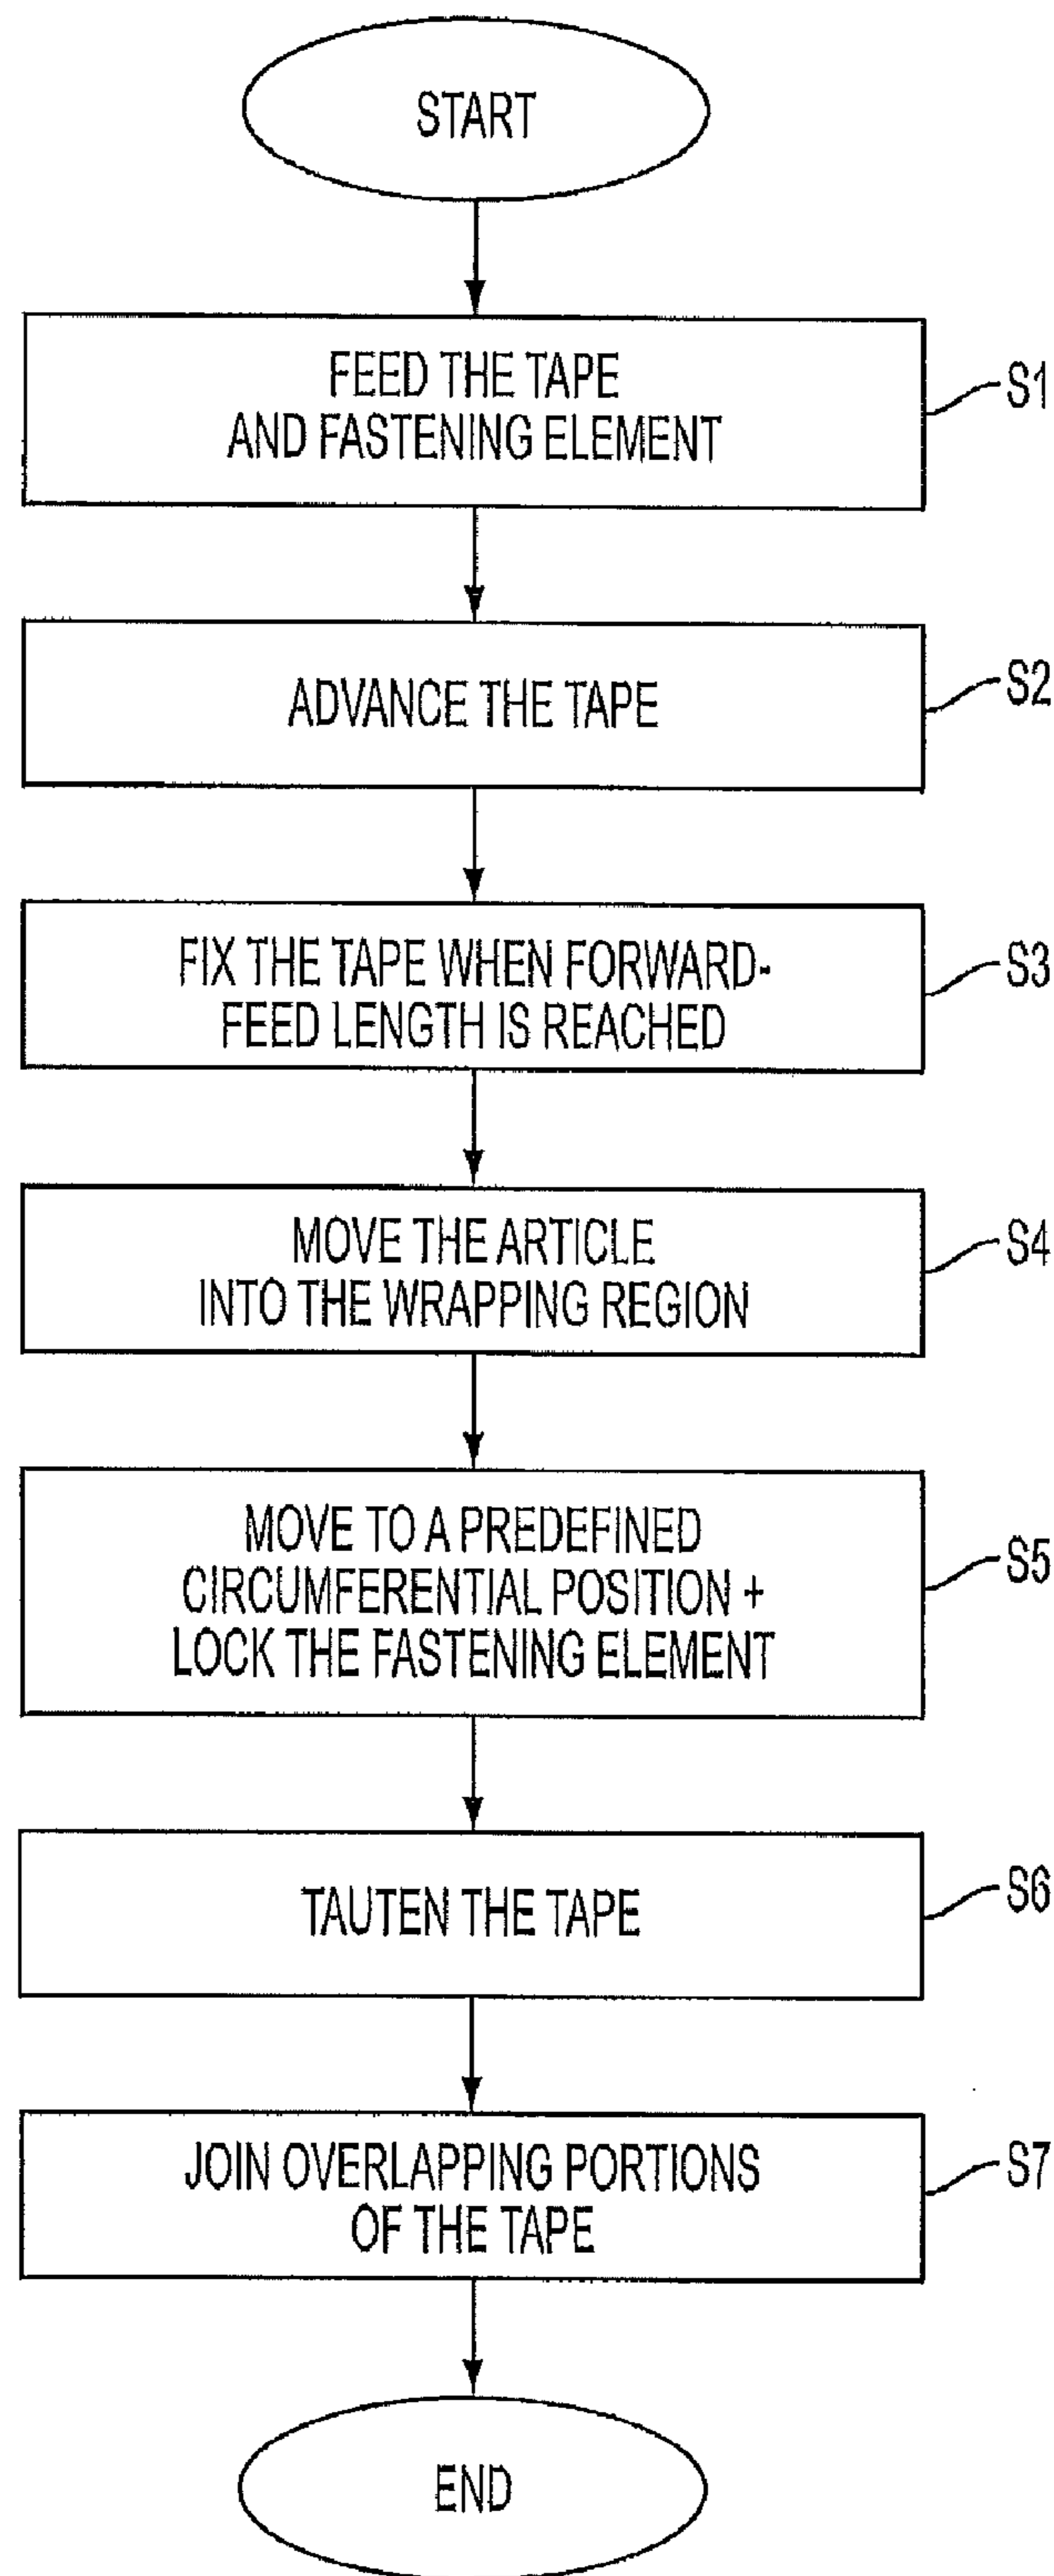 START
FEED THE TAPE
AND FASTENING ELEMENT
S1
ADVANCE THE TAPE
S2
FIX THE TAPE WHEN FORWARD-
FEED LENGTH IS REACHED
S3
MOVE THE ARTICLE
INTO THE WRAPPING REGION
S4
MOVE TO A PREDEFINED
CIRCUMFERENTIAL POSITION +
LOCK THE FASTENING ELEMENT
S5
TAUTEN THE TAPE
S6
JOIN OVERLAPPING PORTIONS
OF THE TAPE
S7
END